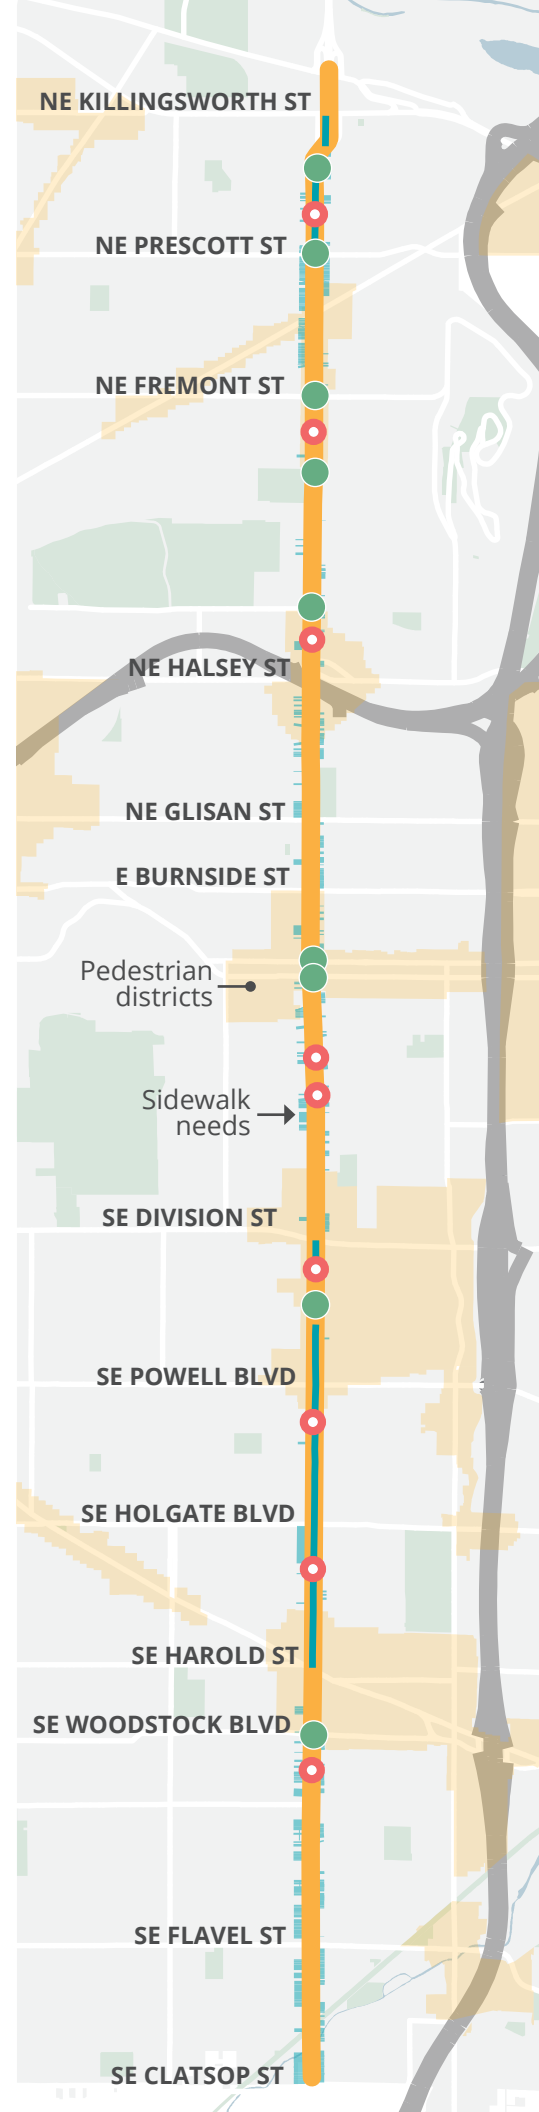 NE KILLINGSWORTH ST
NE PRESCOTT ST
NE FREMONT ST
NE HALSEY ST
NE GLISAN ST
E BURNSIDE ST
Pedestrian
districts
Sidewalk
needs
SE DIVISION ST
SE POWELL BLVD
SE HOLGATE BLVD
SE HAROLD ST
SE WOODSTOCK BLVD
SE FLAVEL ST
SE CLATSOP ST